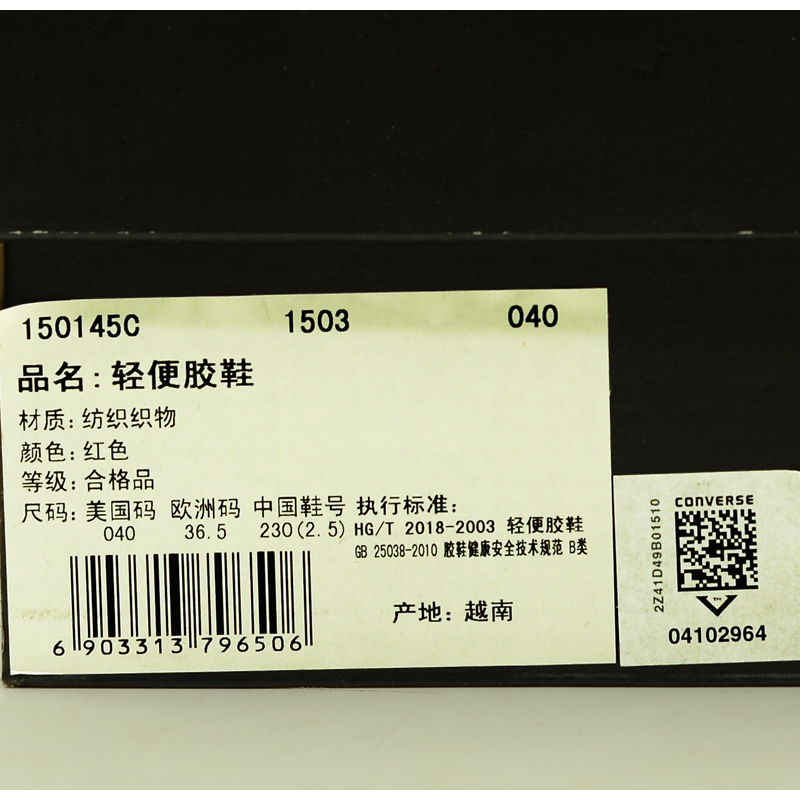 150145C 1503 040
品名:轻便胶鞋
材质:纺织织物
颜色:红色
等级:合格品
尺码:美国码 欧洲码 中国鞋号 执行标准:
040 36.5 230(2.5) HG/T 2018-2003 轻便胶鞋
GB 25038-2010 胶鞋健康安全技术规范 B类
产地:越南
6 903313 796506
CONVERSE
2Z41D49B01510
TM
04102964